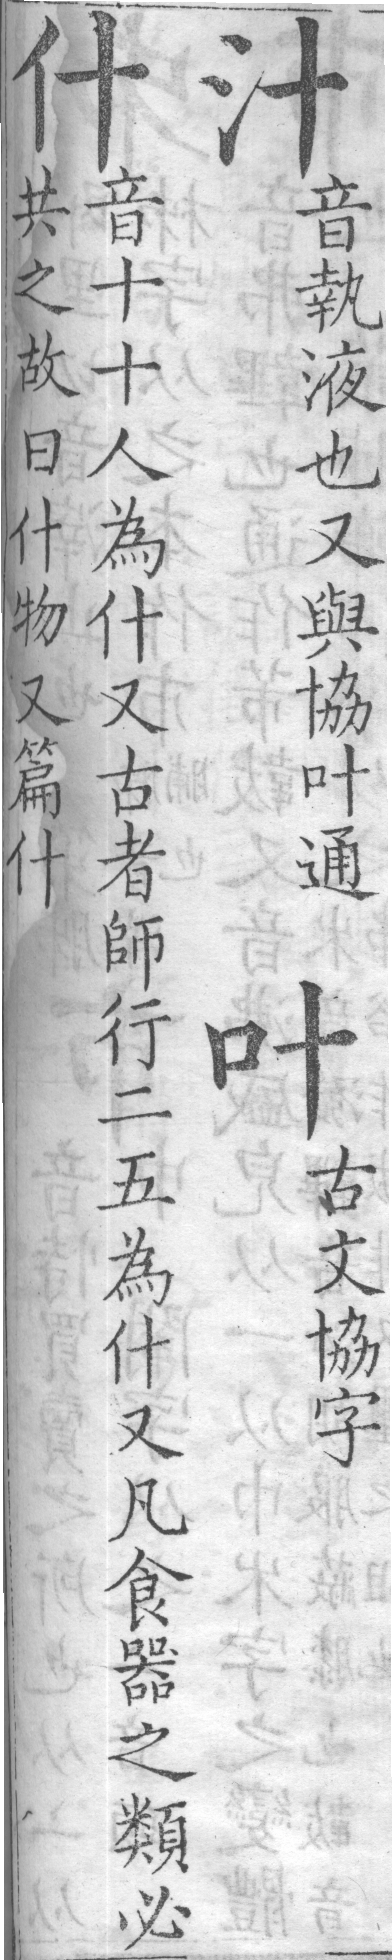 汁音執液也又與協叶通
叶古文協字
什音十十人為什又古者師行二五為什又凡食器之類必
共之故曰什物又篇什